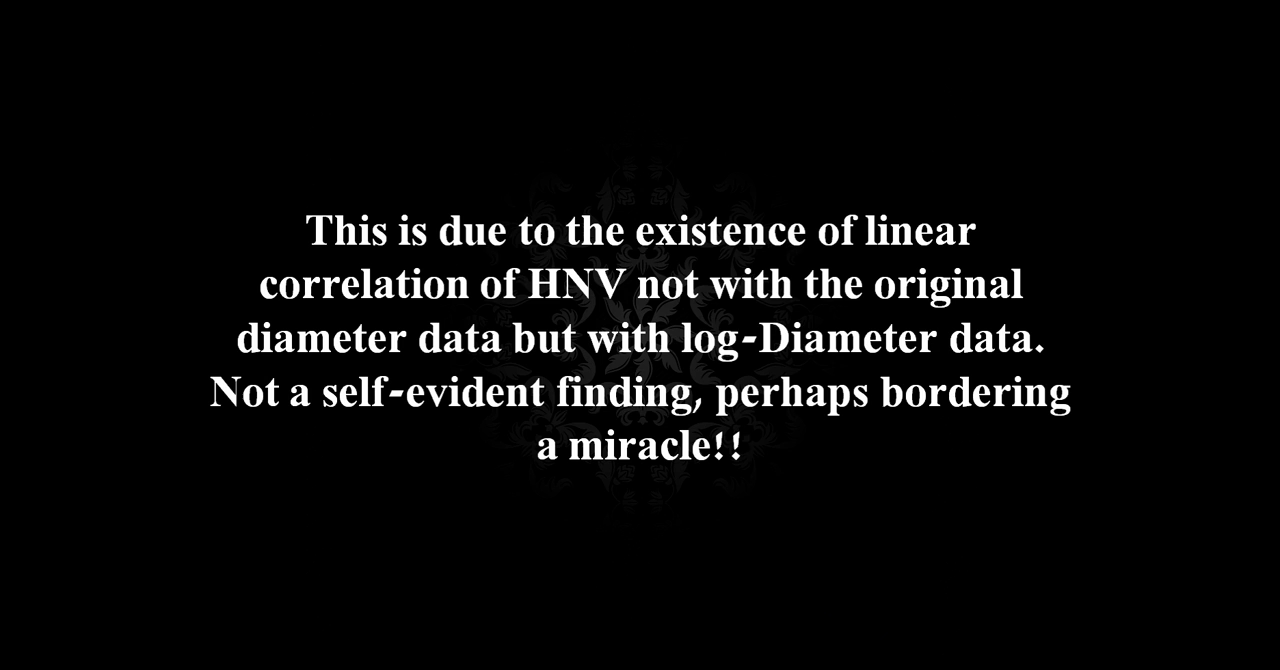 This is due to the existence of linear
correlation of HNV not with the original
diameter data but with log-Diameter data.
Not a self-evident finding, perhaps bordering
a miracle!!